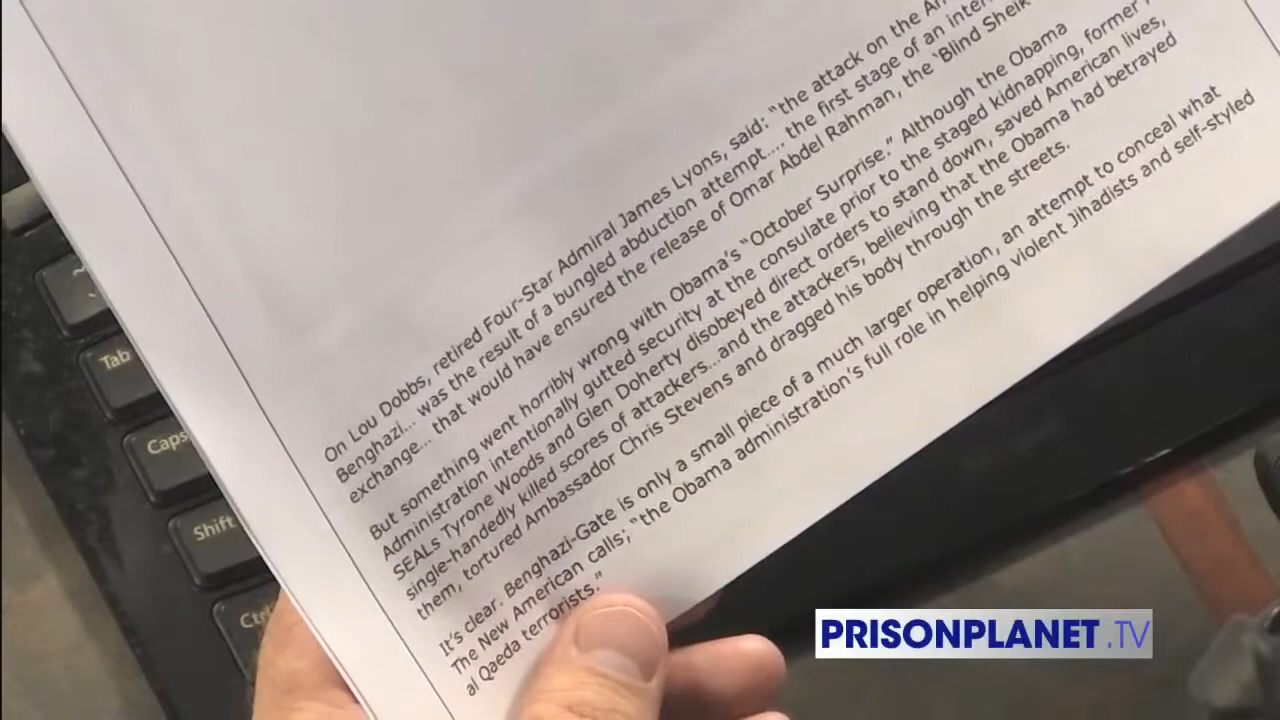 On Lou Dobbs, retired Four-Star Admiral James Lyons, said: "the attack on the
Benghazi... was the result of a bungled abduction attempt.... the first stage of an
exchange... that would have ensured the release of Omar Abdel Rahman, the 'Blind Sheik
But something went horribly wrong with Obama's "October Surprise." Although the Obama
Administration intentionally gutted security at the consulate prior to the staged kidnapping, former
SEALs Tyrone Woods and Glen Doherty disobeyed direct orders to stand down, saved American lives,
single-handedly killed scores of attackers...and the attackers, believing that the Obama had betrayed
them, tortured Ambassador Chris Stevens and dragged his body through the streets.
It's clear. Benghazi-Gate is only a small piece of a much larger operation, an attempt to conceal what
The New American calls; "the Obama administration's full role in helping violent Jihadists and self-styled
al Qaeda terrorists."
~
Tab
Caps
Shift
Ctrl
PRISONPLANET.TV